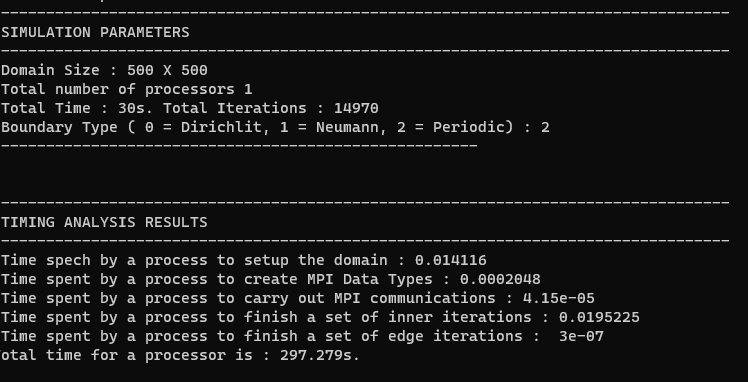 --------------------------------------------------------------------------------
SIMULATION PARAMETERS
--------------------------------------------------------------------------------
Domain Size : 500 X 500
Total number of processors 1
Total Time : 30s. Total Iterations : 14970
Boundary Type ( 0 = Dirichlit, 1 = Neumann, 2 = Periodic) : 2
-----------------------------------------------------
--------------------------------------------------------------------------------
TIMING ANALYSIS RESULTS
--------------------------------------------------------------------------------
Time spech by a process to setup the domain : 0.014116
Time spent by a process to create MPI Data Types : 0.0002048
Time spent by a process to carry out MPI communications : 4.15e-05
Time spent by a process to finish a set of inner iterations : 0.0195225
Time spent by a process to finish a set of edge iterations :  3e-07
Total time for a processor is : 297.279s.